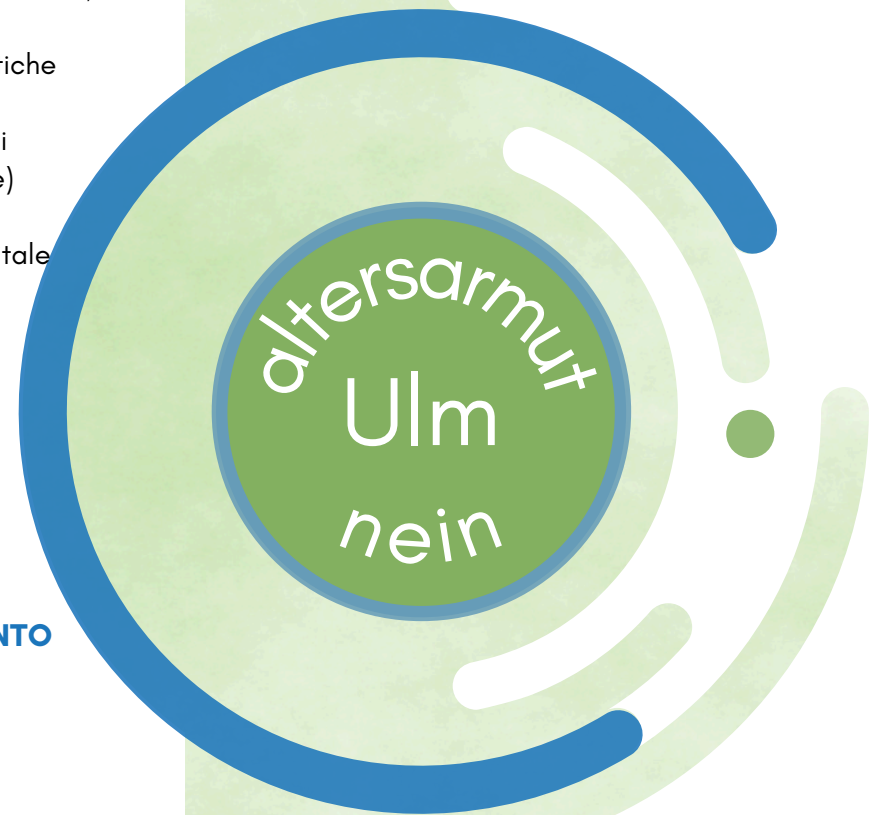 riche
i
e)
tale
NTO
altersarmut
Ulm
nein